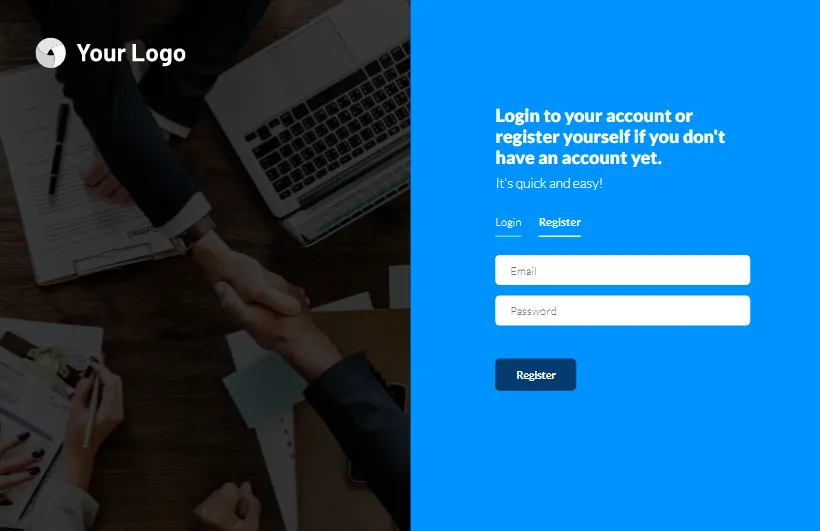 Your Logo
Login to your account or
register yourself if you don't
have an account yet.
It's quick and easy!
Login Register
Email
Password
Register